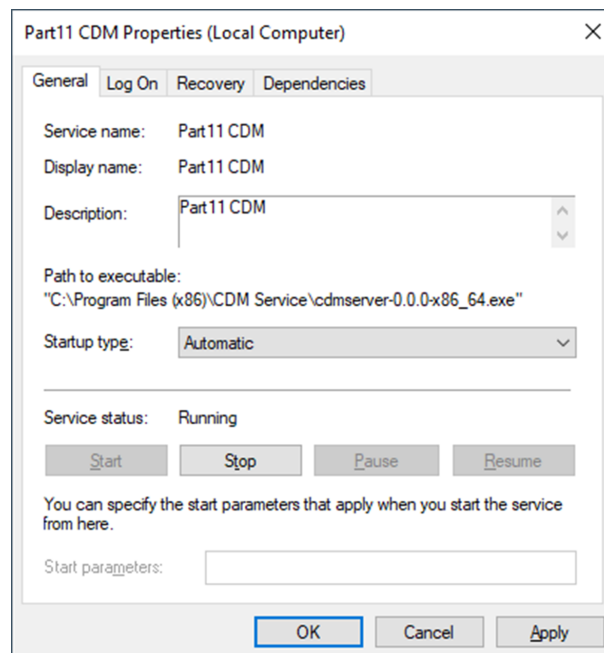 Part11 CDM Properties (Local Computer)
General Log On Recovery Dependencies
Service name: Part11 CDM
Display name: Part11 CDM
Description: Part11 CDM
Path to executable:
"C:\Program Files (x86)\CDM Service\cdmserver-0.0.0-x86_64.exe"
Startup type: Automatic
Service status: Running
Start Stop Pause Resume
You can specify the start parameters that apply when you start the service
from here.
Start parameters:
OK Cancel Apply